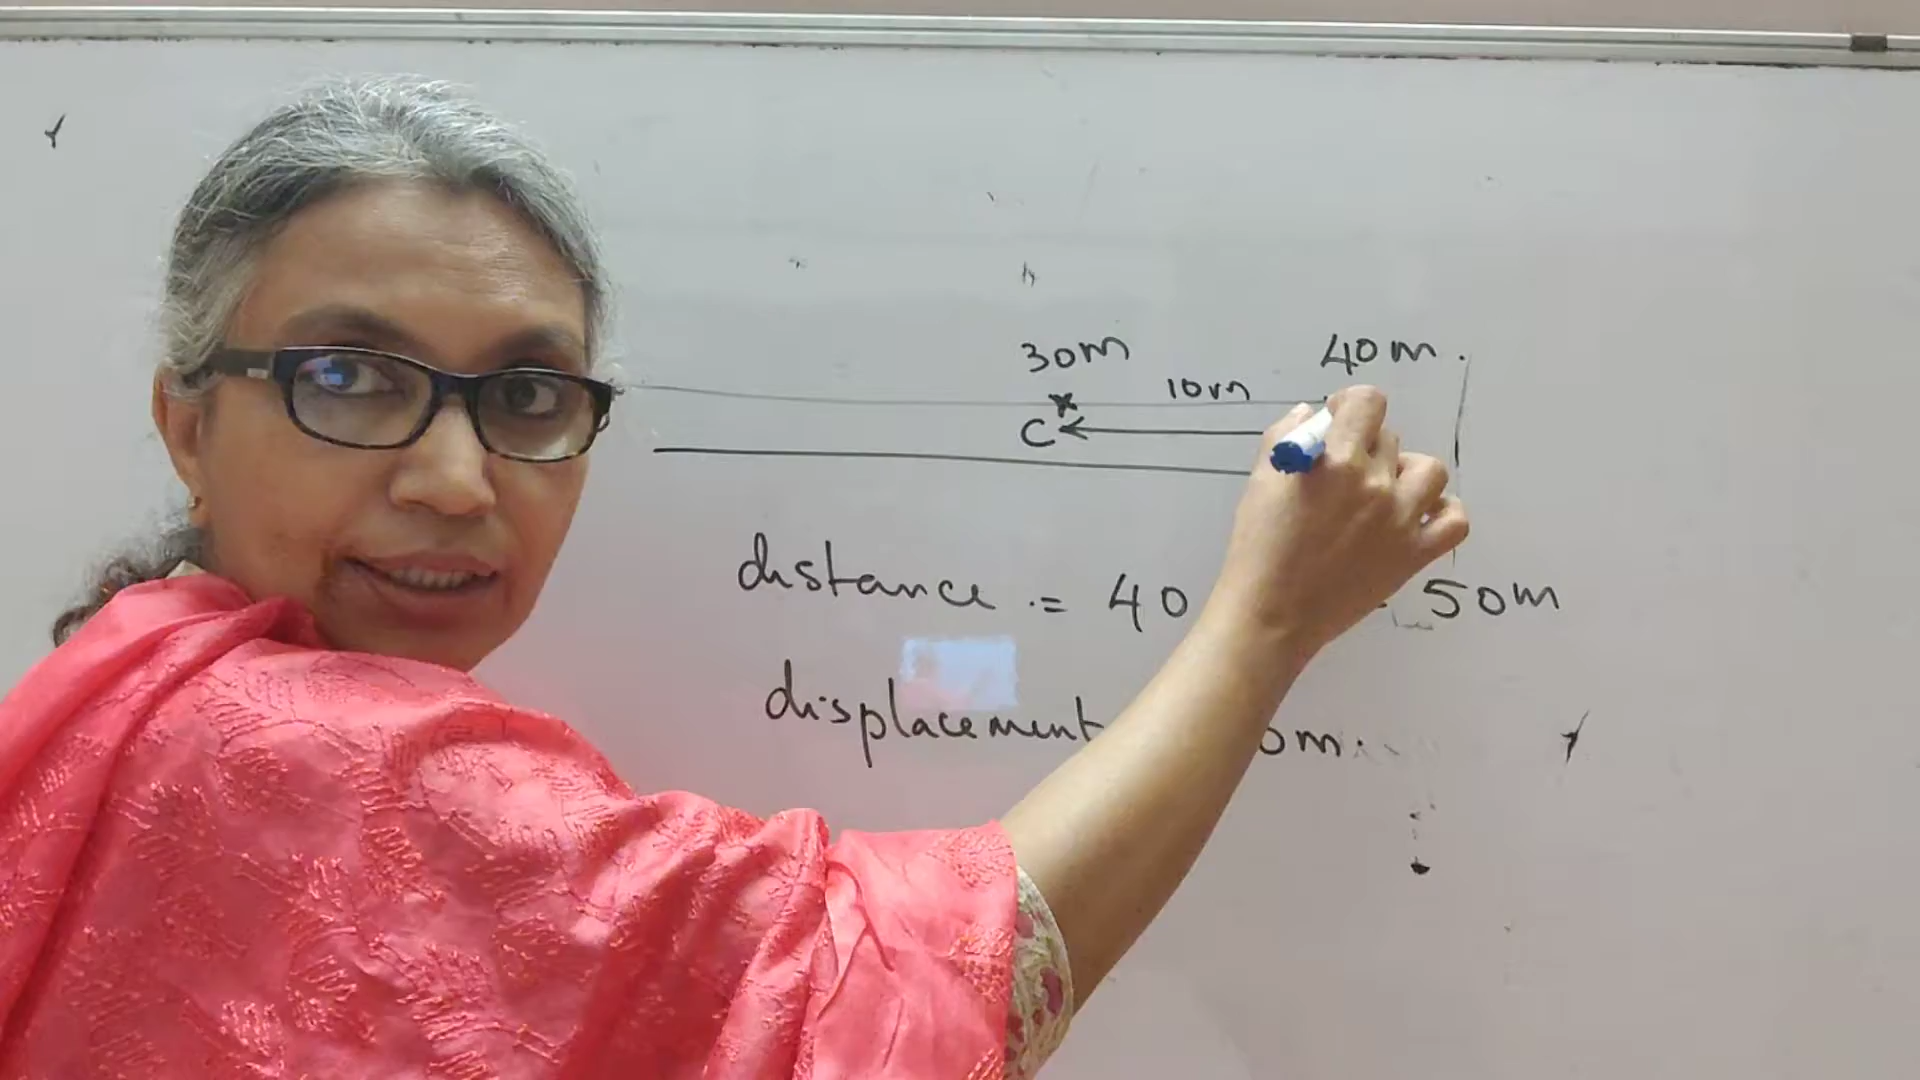 30m 40m.
10m
C
distance = 40 50m
displacement 0m.